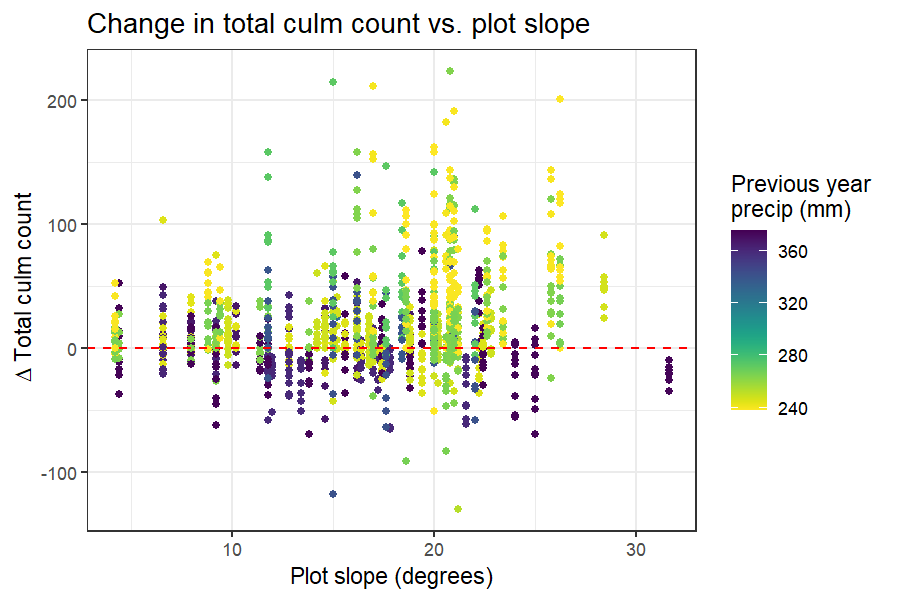 Change in total culm count vs. plot slope
Δ Total culm count
200
100
0
-100
10
20
30
Plot slope (degrees)
Previous year
precip (mm)
360
320
280
240